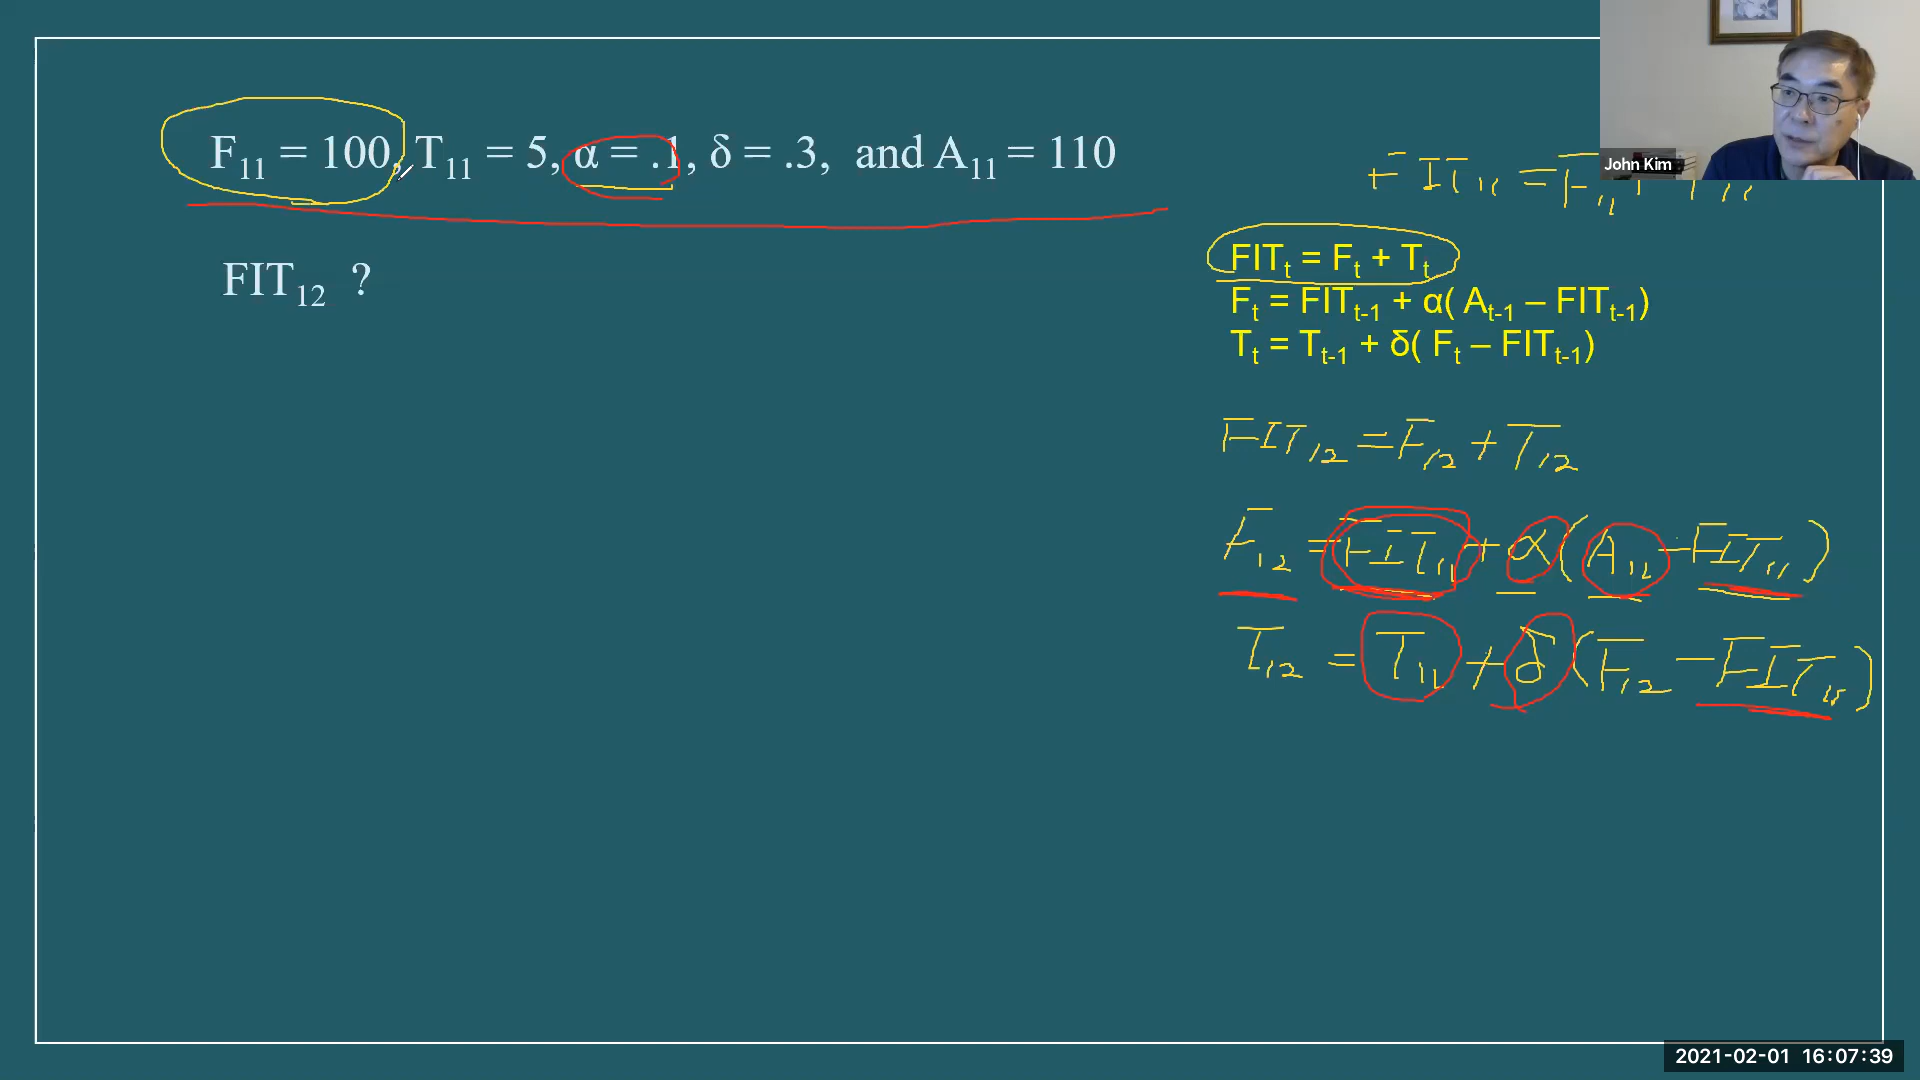 F11 = 100, T11 = 5, α = .1, δ = .3, and A11 = 110
John Kim
FIT11 = F11 + T11
FIT12 ?
FITt = Ft + Tt
Ft = FITt-1 + α( At-1 – FITt-1)
Tt = Tt-1 + δ( Ft – FITt-1)
FIT12 = F12 + T12
F12 = FIT11 + α(A11 - FIT11)
T12 = T11 + δ(F12 - FIT11)
2021-02-01 16:07:39